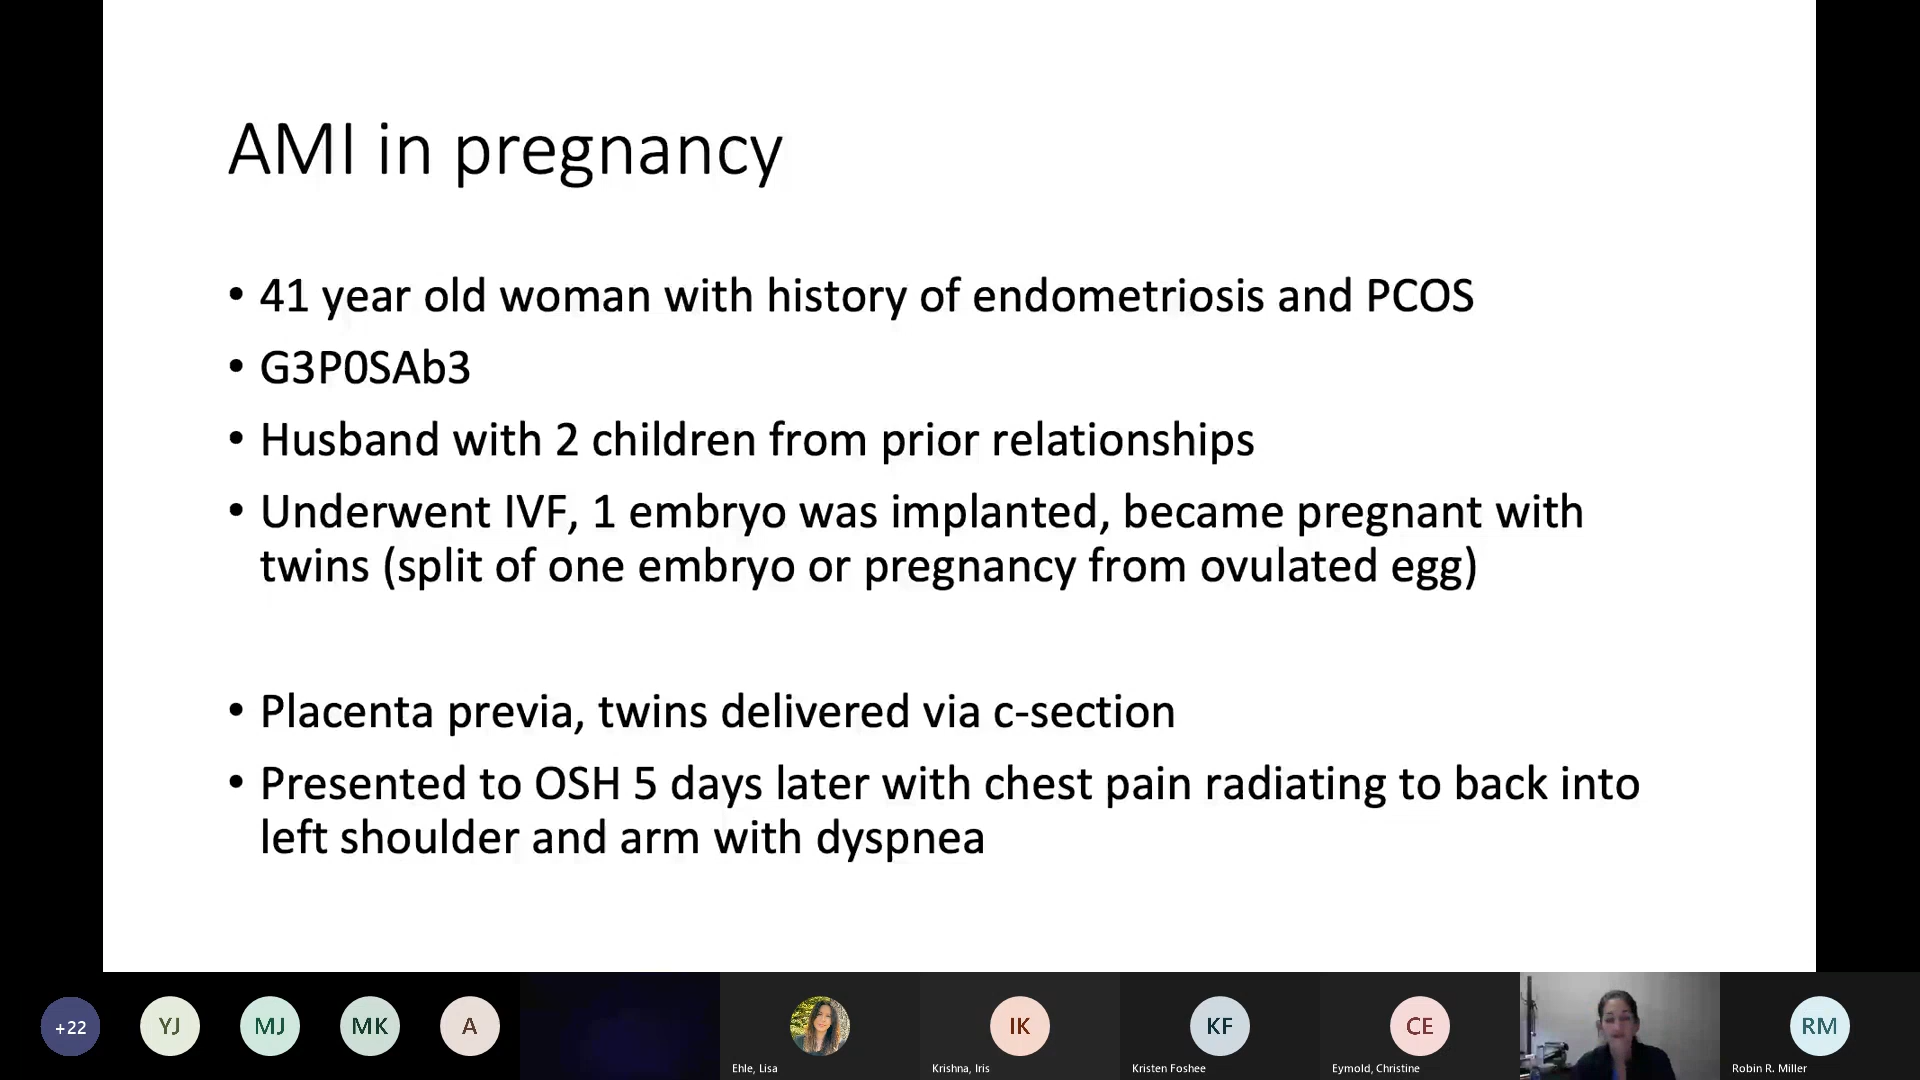 AMI in pregnancy
• 41 year old woman with history of endometriosis and PCOS
• G3P0SAb3
• Husband with 2 children from prior relationships
• Underwent IVF, 1 embryo was implanted, became pregnant with
twins (split of one embryo or pregnancy from ovulated egg)
• Placenta previa, twins delivered via c-section
• Presented to OSH 5 days later with chest pain radiating to back into
left shoulder and arm with dyspnea
+22
YJ
MJ
MK
A
IK
KF
CE
RM
Ehle, Lisa
Krishna, Iris
Kristen Foshee
Eymold, Christine
Robin R. Miller